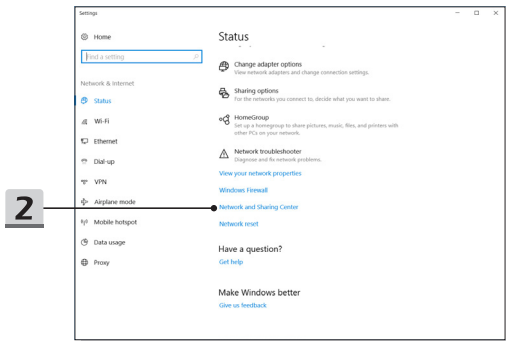 Settings
Home
Find a setting
Network & Internet
Status
Wi-Fi
Ethernet
Dial-up
VPN
Airplane mode
Mobile hotspot
Data usage
Proxy
2
Status
Change adapter options
View network adapters and change connection settings.
Sharing options
For the networks you connect to, decide what you want to share.
HomeGroup
Set up a homegroup to share pictures, music, files, and printers with
other PCs on your network.
Network troubleshooter
Diagnose and fix network problems.
View your network properties
Windows Firewall
Network and Sharing Center
Network reset
Have a question?
Get help
Make Windows better
Give us feedback